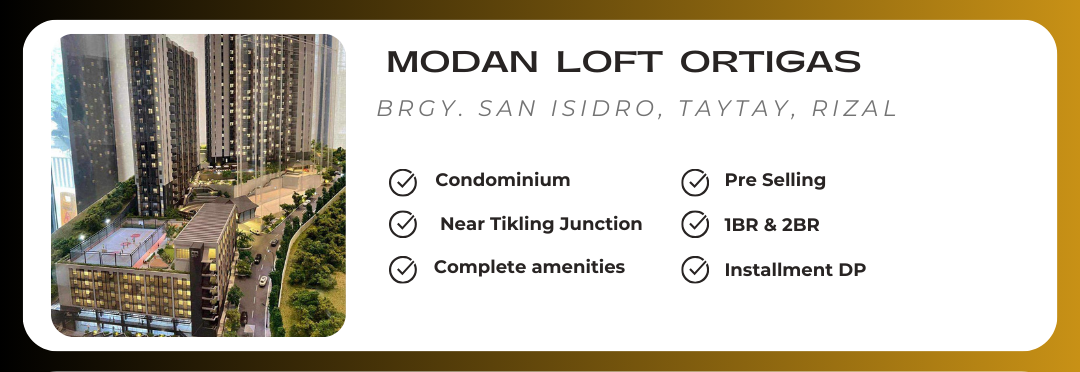 MODAN LOFT ORTIGAS
BRGY. SAN ISIDRO, TAYTAY, RIZAL
Condominium
Near Tikling Junction
Complete amenities
Pre Selling
1BR & 2BR
Installment DP